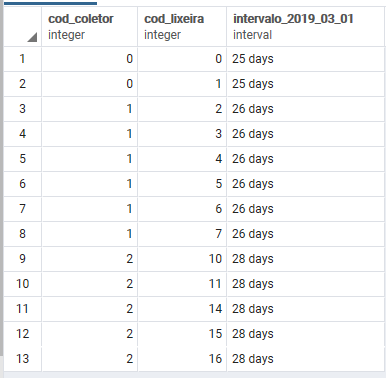 cod_coletor cod_lixeira intervalo_2019_03_01
integer integer interval
1 0 0 25 days
2 0 1 25 days
3 1 2 26 days
4 1 3 26 days
5 1 4 26 days
6 1 5 26 days
7 1 6 26 days
8 1 7 26 days
9 2 10 28 days
10 2 11 28 days
11 2 14 28 days
12 2 15 28 days
13 2 16 28 days